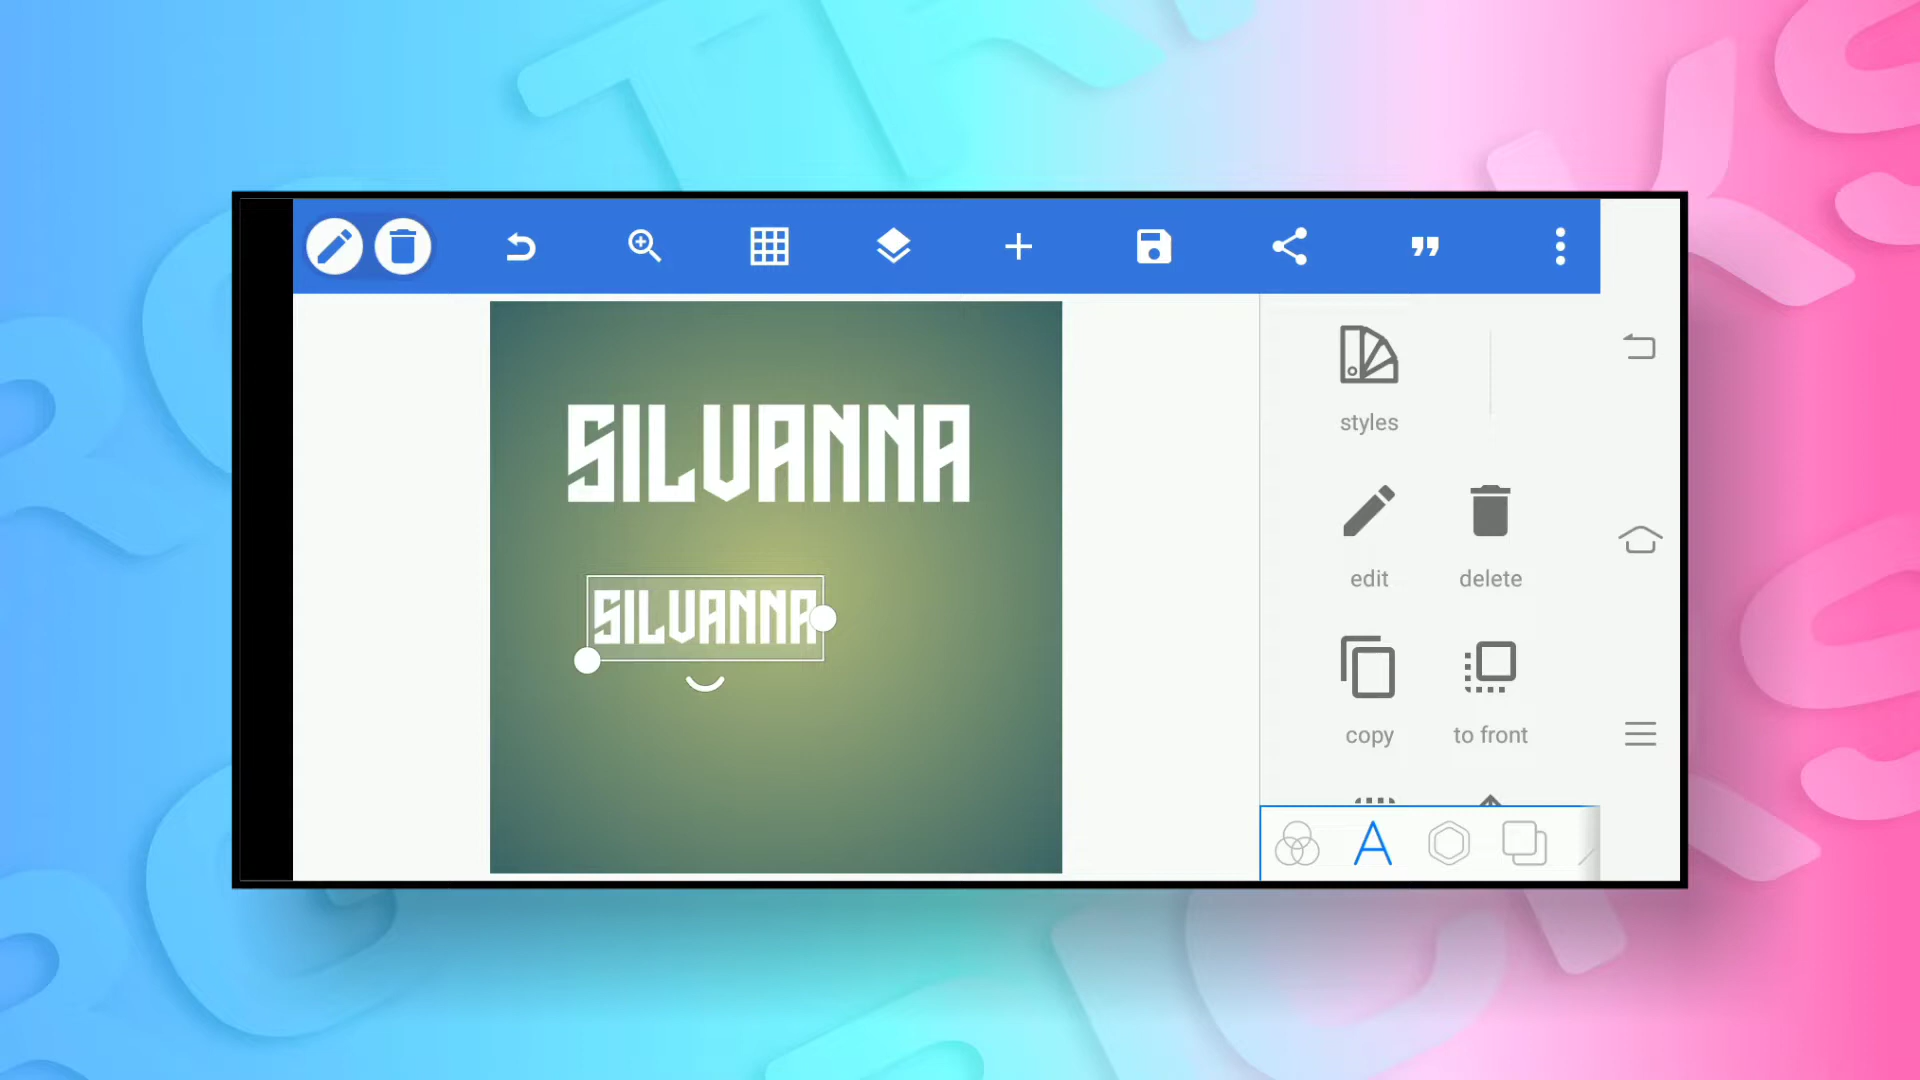 SILVANNA
SILVANNA
styles
edit
delete
copy
to front